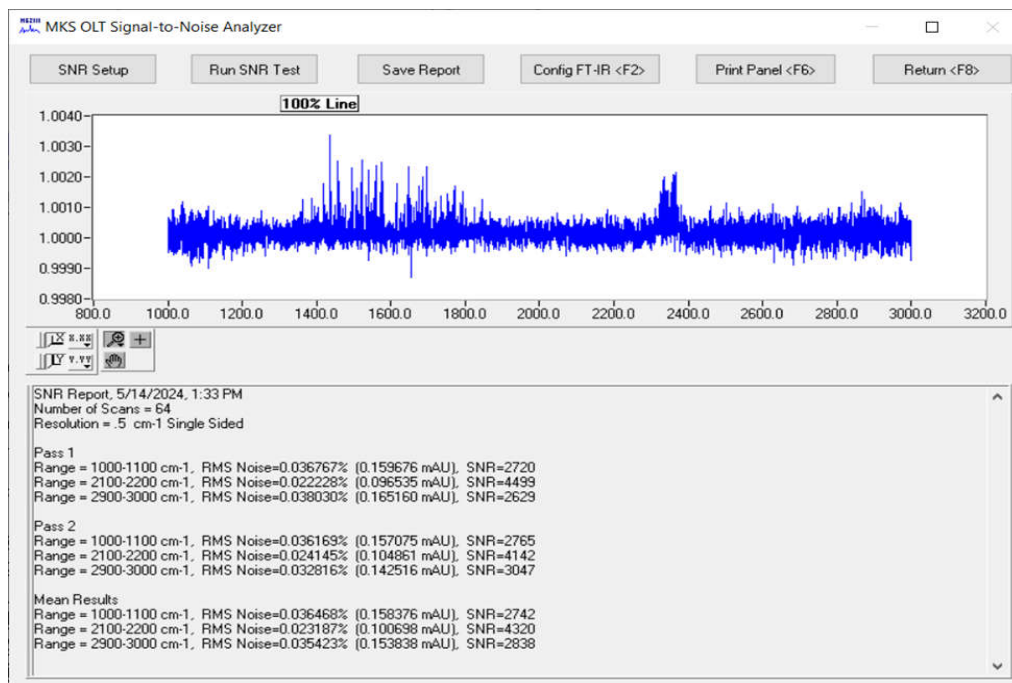 MKS OLT Signal-to-Noise Analyzer
SNR Setup Run SNR Test Save Report Config FT-IR <F2> Print Panel <F6> Return <F8>
100% Line
1.0040
1.0030
1.0020
1.0010
1.0000
0.9990
0.9980
800.0 1000.0 1200.0 1400.0 1600.0 1800.0 2000.0 2200.0 2400.0 2600.0 2800.0 3000.0 3200.0
X X.XX
Y Y.YY
SNR Report, 5/14/2024, 1:33 PM
Number of Scans = 64
Resolution = .5 cm-1 Single Sided
Pass 1
Range = 1000-1100 cm-1, RMS Noise=0.036767% (0.159676 mAU), SNR=2720
Range = 2100-2200 cm-1, RMS Noise=0.022228% (0.096535 mAU), SNR=4499
Range = 2900-3000 cm-1, RMS Noise=0.038030% (0.165160 mAU), SNR=2629
Pass 2
Range = 1000-1100 cm-1, RMS Noise=0.036169% (0.157075 mAU), SNR=2765
Range = 2100-2200 cm-1, RMS Noise=0.024145% (0.104861 mAU), SNR=4142
Range = 2900-3000 cm-1, RMS Noise=0.032816% (0.142516 mAU), SNR=3047
Mean Results
Range = 1000-1100 cm-1, RMS Noise=0.036468% (0.158376 mAU), SNR=2742
Range = 2100-2200 cm-1, RMS Noise=0.023187% (0.100698 mAU), SNR=4320
Range = 2900-3000 cm-1, RMS Noise=0.035423% (0.153838 mAU), SNR=2838